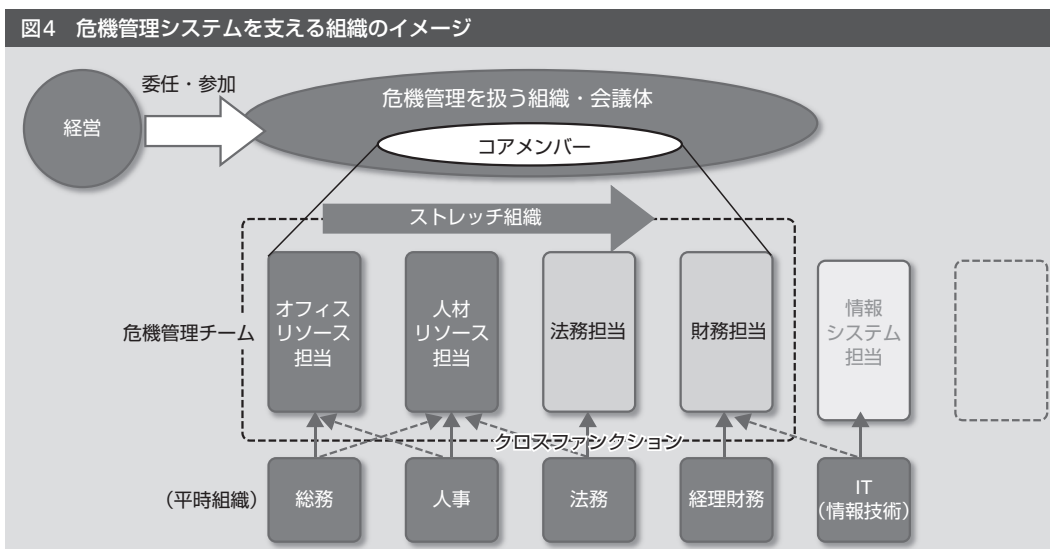 図4 危機管理システムを支える組織のイメージ
委任・参加
経営
危機管理を扱う組織・会議体
コアメンバー
ストレッチ組織
危機管理チーム
オフィス
リソース
担当
人材
リソース
担当
法務担当
財務担当
情報
システム
担当
クロスファンクション
(平時組織)
総務
人事
法務
経理財務
IT
(情報技術)